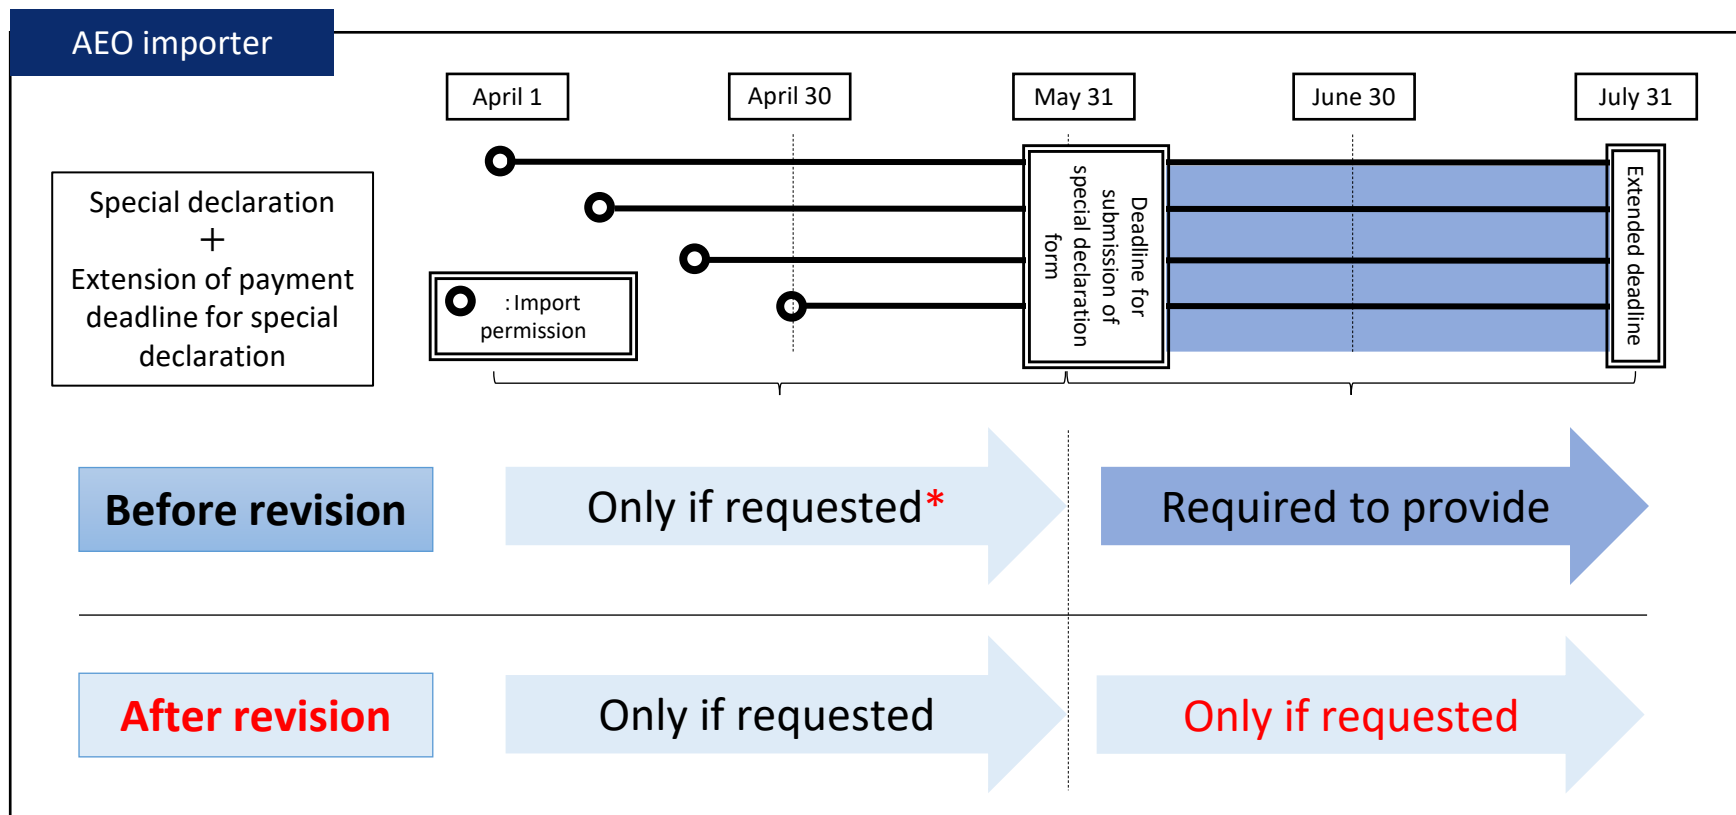 AEO importer
April 1
April 30
May 31
June 30
July 31
Special declaration
+
Extension of payment
deadline for special
declaration
: Import
permission
Deadline for
submission of
special declaration
form
Extended deadline
Before revision
Only if requested*
Required to provide
After revision
Only if requested
Only if requested